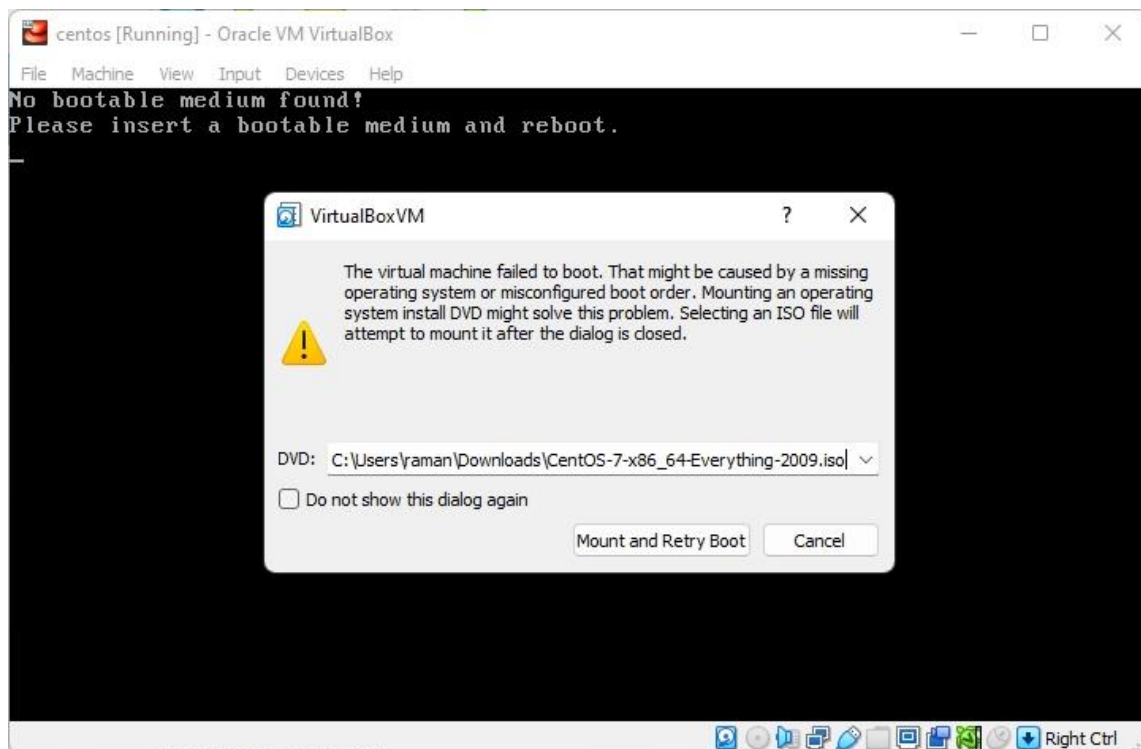 centos [Running] - Oracle VM VirtualBox
File Machine View Input Devices Help
No bootable medium found!
Please insert a bootable medium and reboot.
VirtualBoxVM
The virtual machine failed to boot. That might be caused by a missing
operating system or misconfigured boot order. Mounting an operating
system install DVD might solve this problem. Selecting an ISO file will
attempt to mount it after the dialog is closed.
DVD: C:\Users\raman\Downloads\CentOS-7-x86_64-Everything-2009.iso
Do not show this dialog again
Mount and Retry Boot Cancel
Right Ctrl